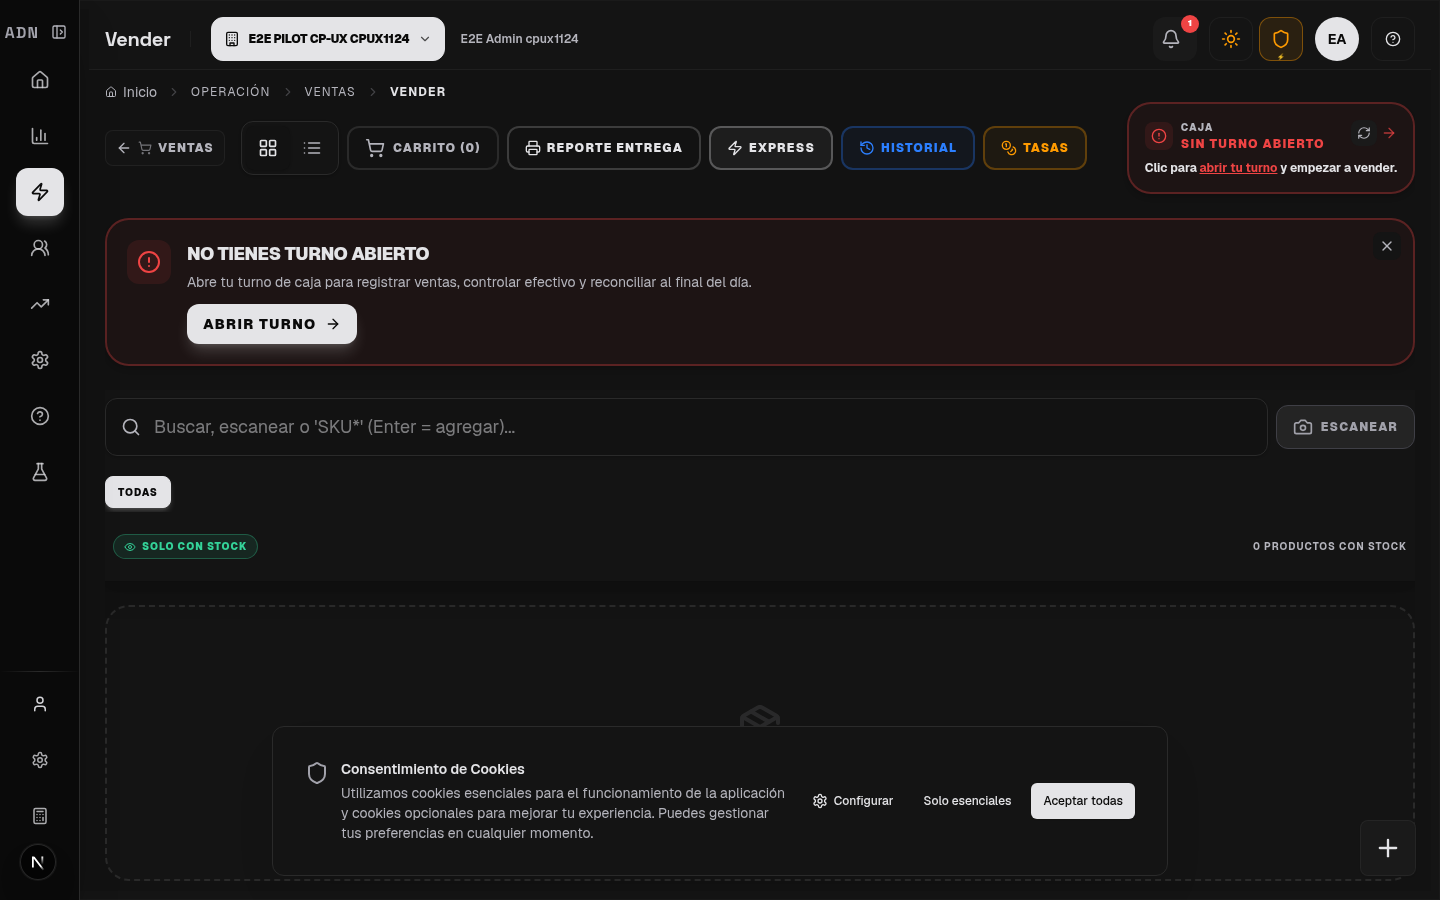 ADN
Vender
E2E PILOT CP-UX CPUX1124
E2E Admin cpux1124
1
EA
Inicio
OPERACIÓN
VENTAS
VENDER
VENTAS
CARRITO (0)
REPORTE ENTREGA
EXPRESS
HISTORIAL
TASAS
CAJA
SIN TURNO ABIERTO
Clic para abrir tu turno y empezar a vender.
NO TIENES TURNO ABIERTO
Abre tu turno de caja para registrar ventas, controlar efectivo y reconciliar al final del día.
ABRIR TURNO
Buscar, escanear o 'SKU*' (Enter = agregar)...
ESCANEAR
TODAS
SOLO CON STOCK
0 PRODUCTOS CON STOCK
Consentimiento de Cookies
Utilizamos cookies esenciales para el funcionamiento de la aplicación
y cookies opcionales para mejorar tu experiencia. Puedes gestionar
tus preferencias en cualquier momento.
Configurar
Solo esenciales
Aceptar todas
N